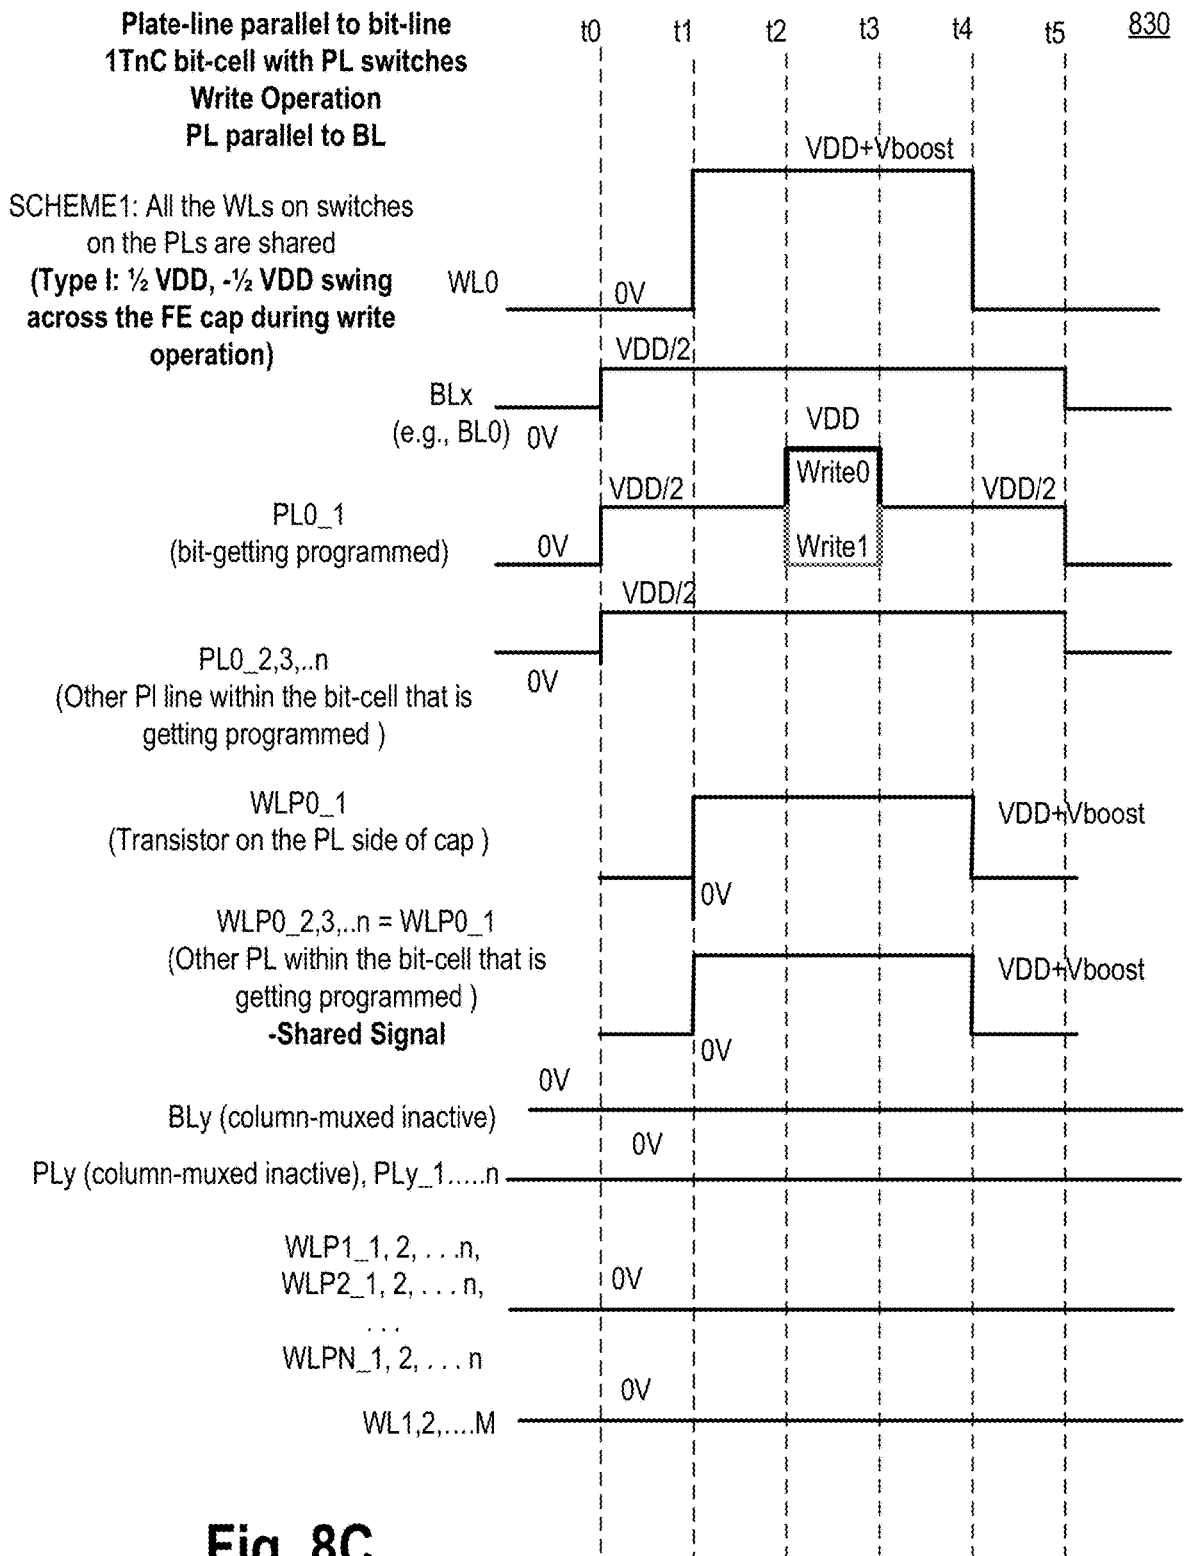 Plate-line parallel to bit-line
1TnC bit-cell with PL switches
Write Operation
PL parallel to BL
t0 t1 t2 t3 t4 t5 830
VDD+Vboost
SCHEME1: All the WLs on switches
on the PLs are shared
(Type I: ½ VDD, -½ VDD swing
across the FE cap during write
operation)
WL0 0V
VDD/2
BLx
(e.g., BL0) 0V
VDD
Write0
VDD/2 VDD/2
PL0_1
(bit-getting programmed) 0V
Write1
VDD/2
PL0_2,3,..n
(Other Pl line within the bit-cell that is
getting programmed )
0V
WLP0_1
(Transistor on the PL side of cap )
VDD+Vboost
0V
WLP0_2,3,..n = WLP0_1
(Other PL within the bit-cell that is
getting programmed )
-Shared Signal
VDD+Vboost
0V
0V
BLy (column-muxed inactive)
0V
PLy (column-muxed inactive), PLy_1.....n
WLP1_1, 2, . . .n,
WLP2_1, 2, . . . n,
0V
. . .
WLPN_1, 2, . . . n
0V
WL1,2,....M
Fig. 8C